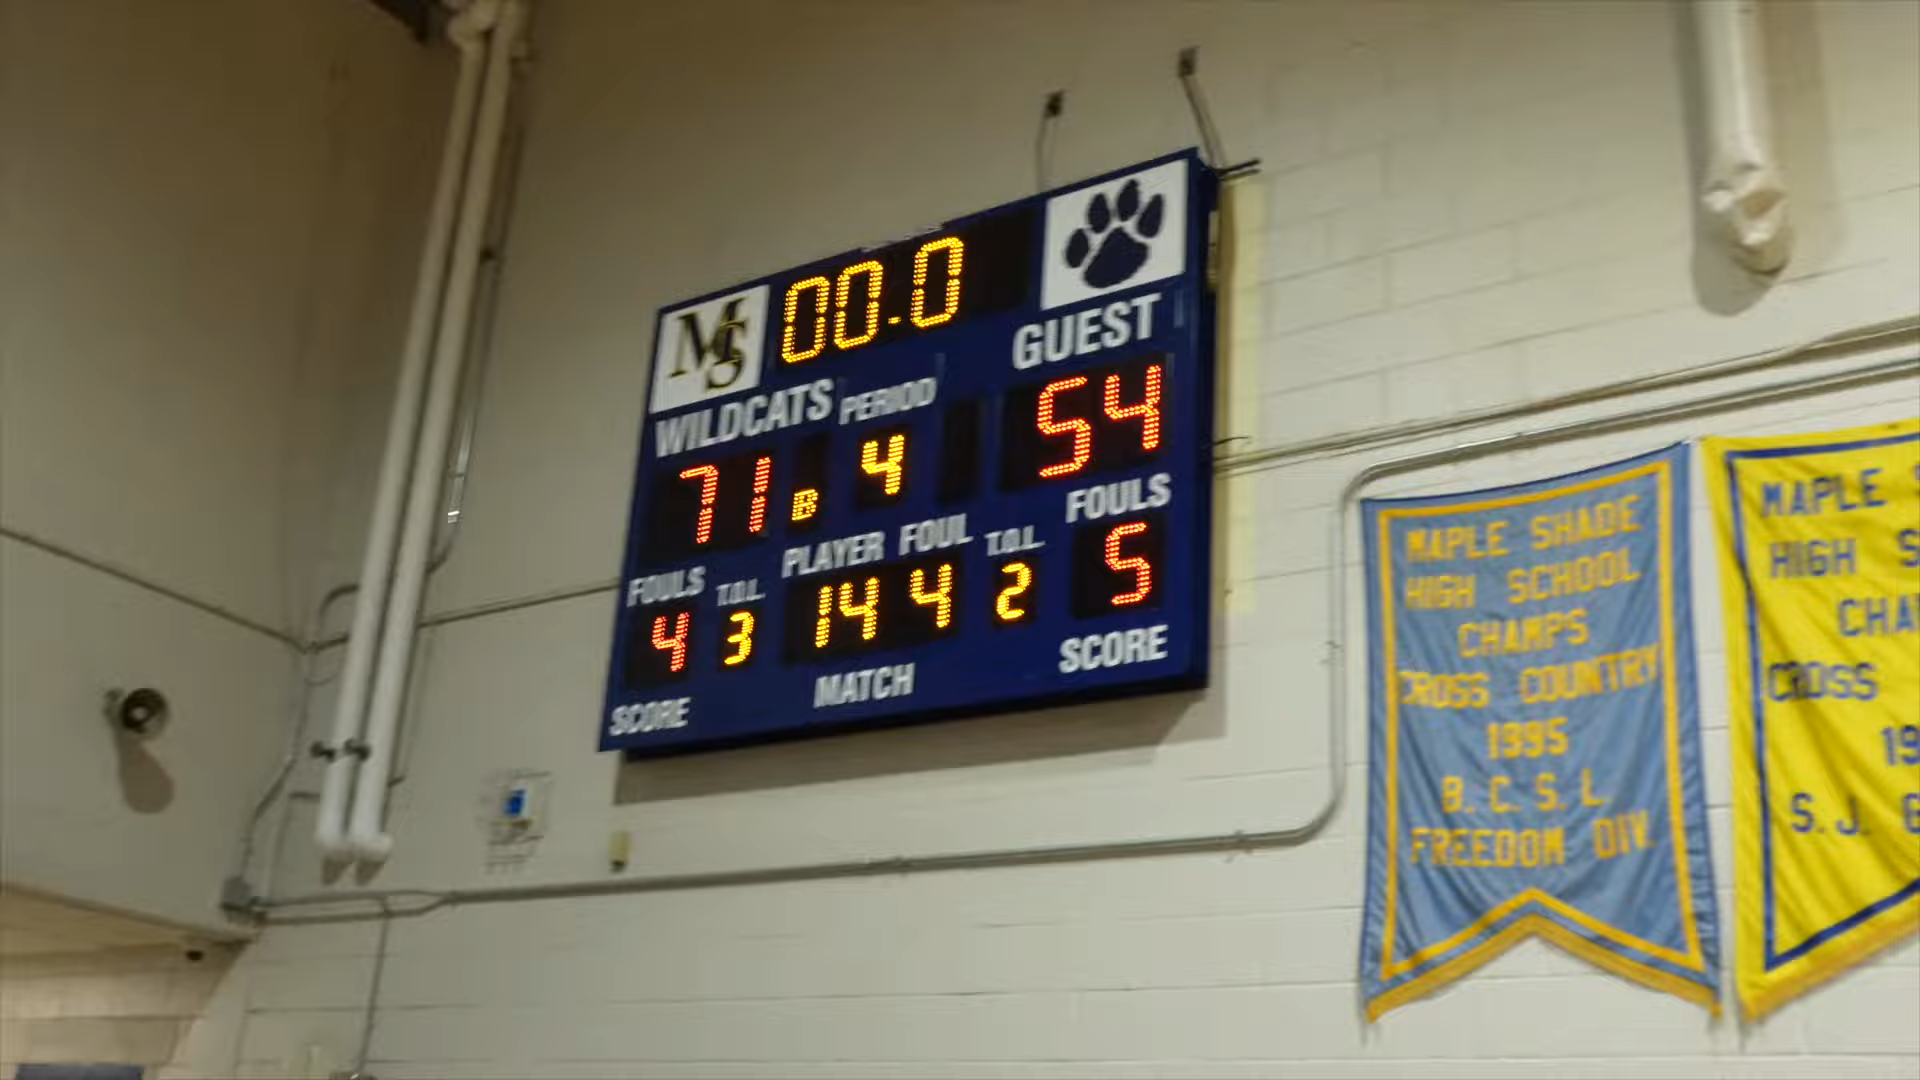 MS
00.0
GUEST
WILDCATS
PERIOD
71
B
4
54
FOULS
PLAYER FOUL
T.O.L.
FOULS
T.O.L.
4
3
14 4
2
5
MATCH
SCORE
SCORE
MAPLE SHADE
HIGH SCHOOL
CHAMPS
CROSS COUNTRY
1995
B.C.S.L
FREEDOM DIV.
MAPLE
HIGH S
CHA
CROSS
19
S.J.